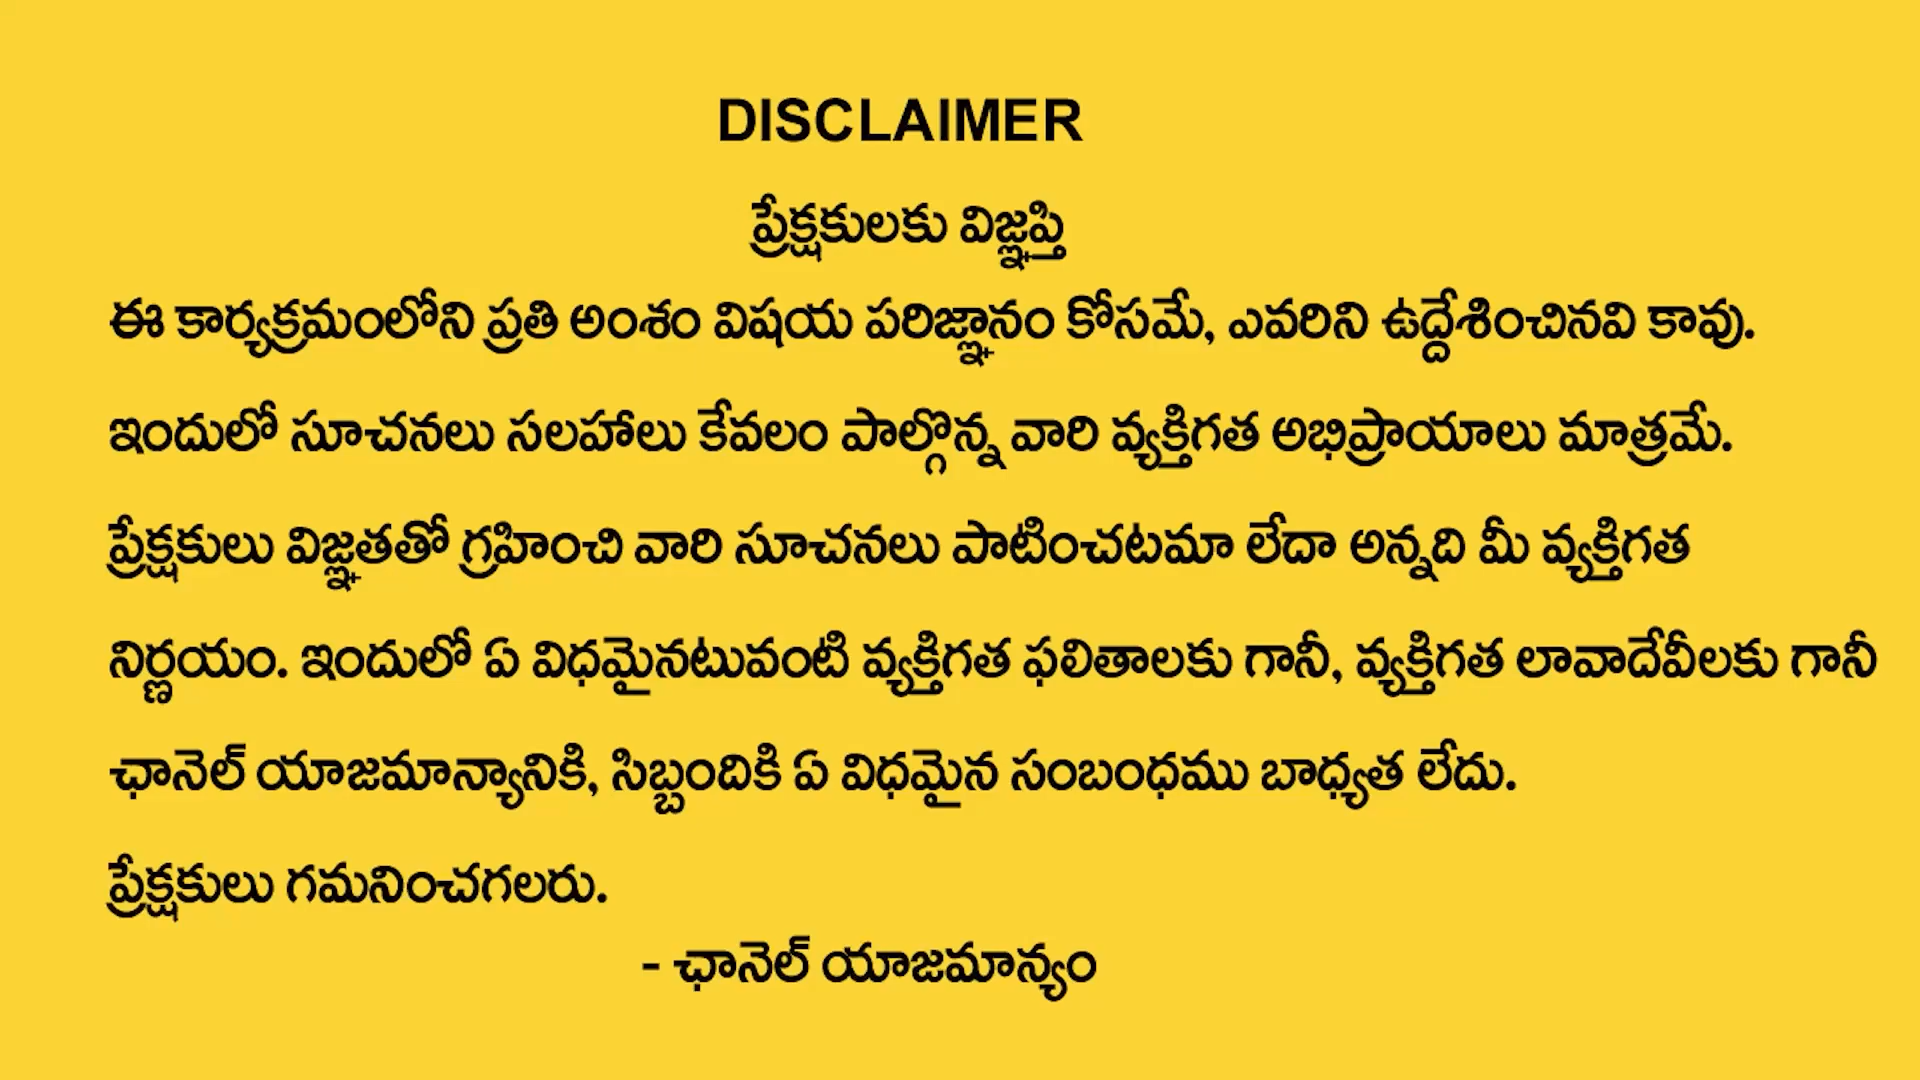 DISCLAIMER
ప్రేక్షకులకు విజ్ఞప్తి
ఈ కార్యక్రమంలోని ప్రతి అంశం విషయ పరిజ్ఞానం కోసమే, ఎవరిని ఉద్దేశించినవి కావు.
ఇందులో సూచనలు సలహాలు కేవలం పాల్గొన్న వారి వ్యక్తిగత అభిప్రాయాలు మాత్రమే.
ప్రేక్షకులు విజ్ఞతతో గ్రహించి వారి సూచనలు పాటించటమా లేదా అన్నది మీ వ్యక్తిగత
నిర్ణయం. ఇందులో ఏ విధమైనటువంటి వ్యక్తిగత ఫలితాలకు గానీ, వ్యక్తిగత లావాదేవీలకు గానీ
ఛానెల్ యాజమాన్యానికి, సిబ్బందికి ఏ విధమైన సంబంధము బాధ్యత లేదు.
ప్రేక్షకులు గమనించగలరు.
- ఛానెల్ యాజమాన్యం